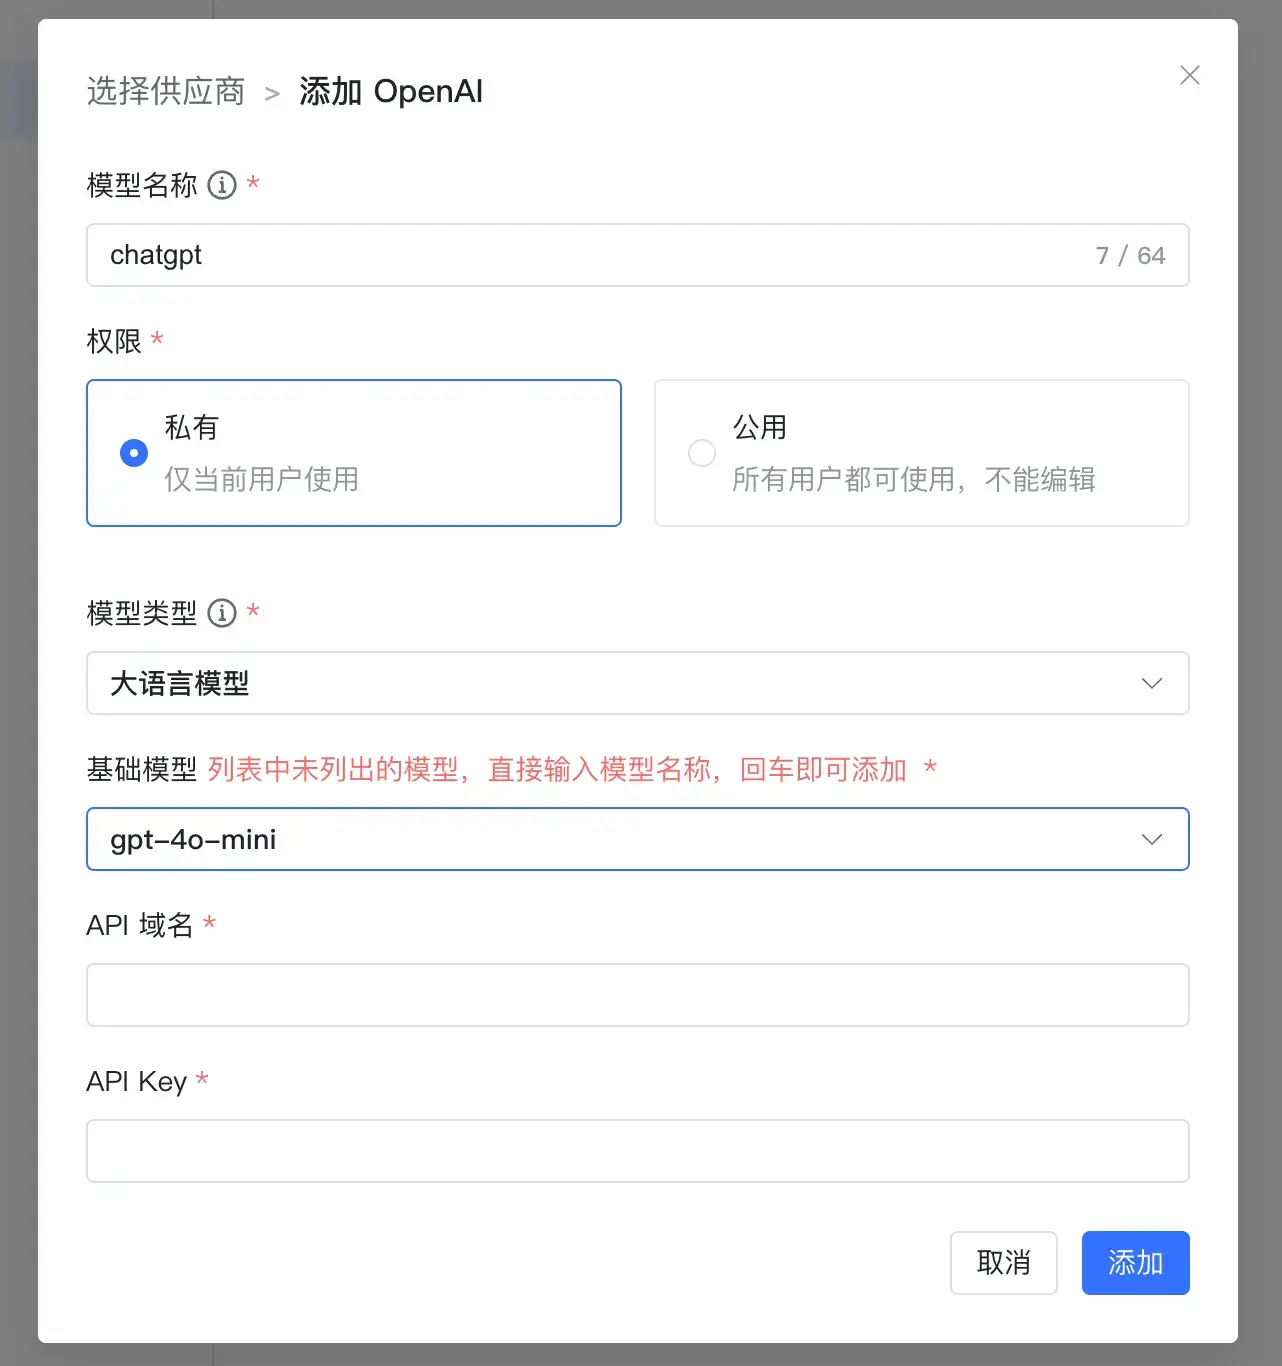 选择供应商 > 添加 OpenAI
模型名称 *
chatgpt 7 / 64
权限 *
私有
仅当前用户使用
公用
所有用户都可使用，不能编辑
模型类型 *
大语言模型
基础模型 列表中未列出的模型，直接输入模型名称，回车即可添加 *
gpt-4o-mini
API 域名 *
API Key *
取消 添加